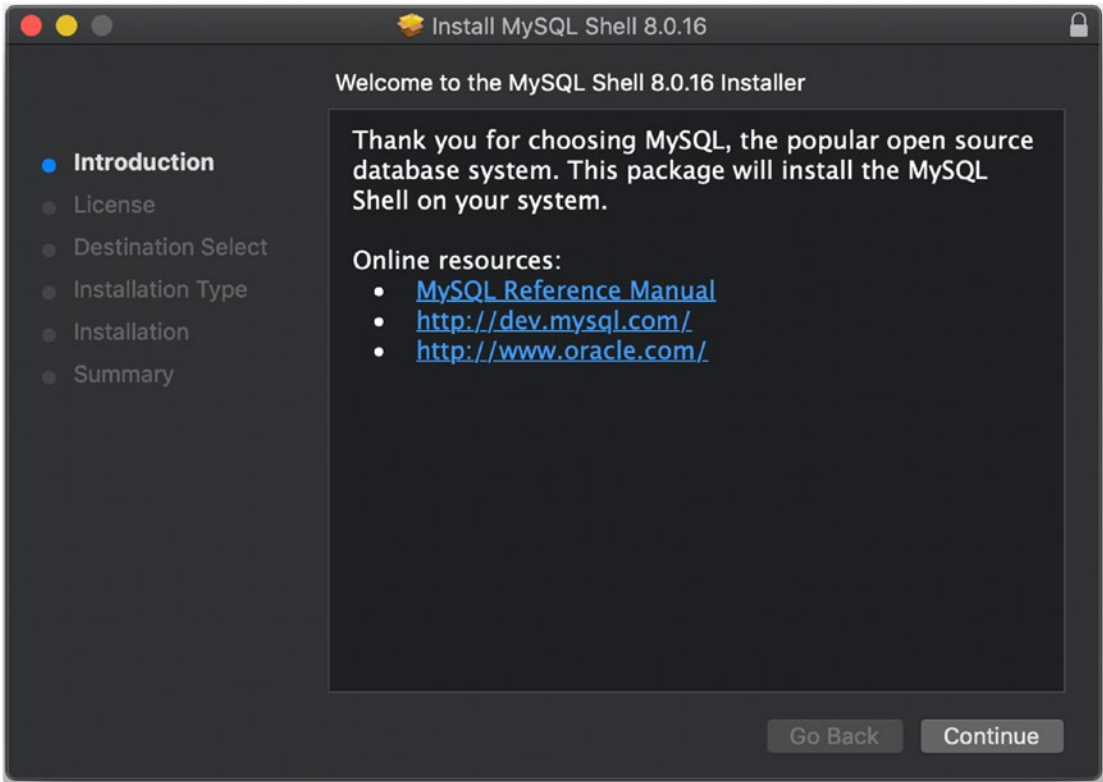 Install MySQL Shell 8.0.16
Welcome to the MySQL Shell 8.0.16 Installer
Introduction
License
Destination Select
Installation Type
Installation
Summary
Thank you for choosing MySQL, the popular open source
database system. This package will install the MySQL
Shell on your system.
Online resources:
• MySQL Reference Manual
• http://dev.mysql.com/
• http://www.oracle.com/
Go Back
Continue